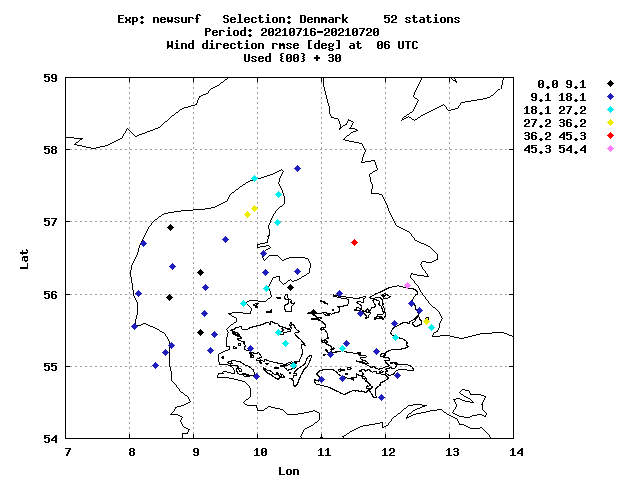 Exp: newsurf Selection: Denmark 52 stations
Period: 20210716-20210720
Wind direction rmse [deg] at 06 UTC
Used {00} + 30
0.0 9.1
9.1 18.1
18.1 27.2
27.2 36.2
36.2 45.3
45.3 54.4
59
58
57
56
55
54
Lat
7 8 9 10 11 12 13 14
Lon